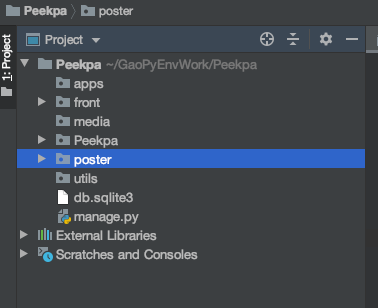 Peekpa poster
1: Project
Project
Peekpa ~/GaoPyEnvWork/Peekpa
apps
front
media
Peekpa
poster
utils
db.sqlite3
manage.py
External Libraries
Scratches and Consoles